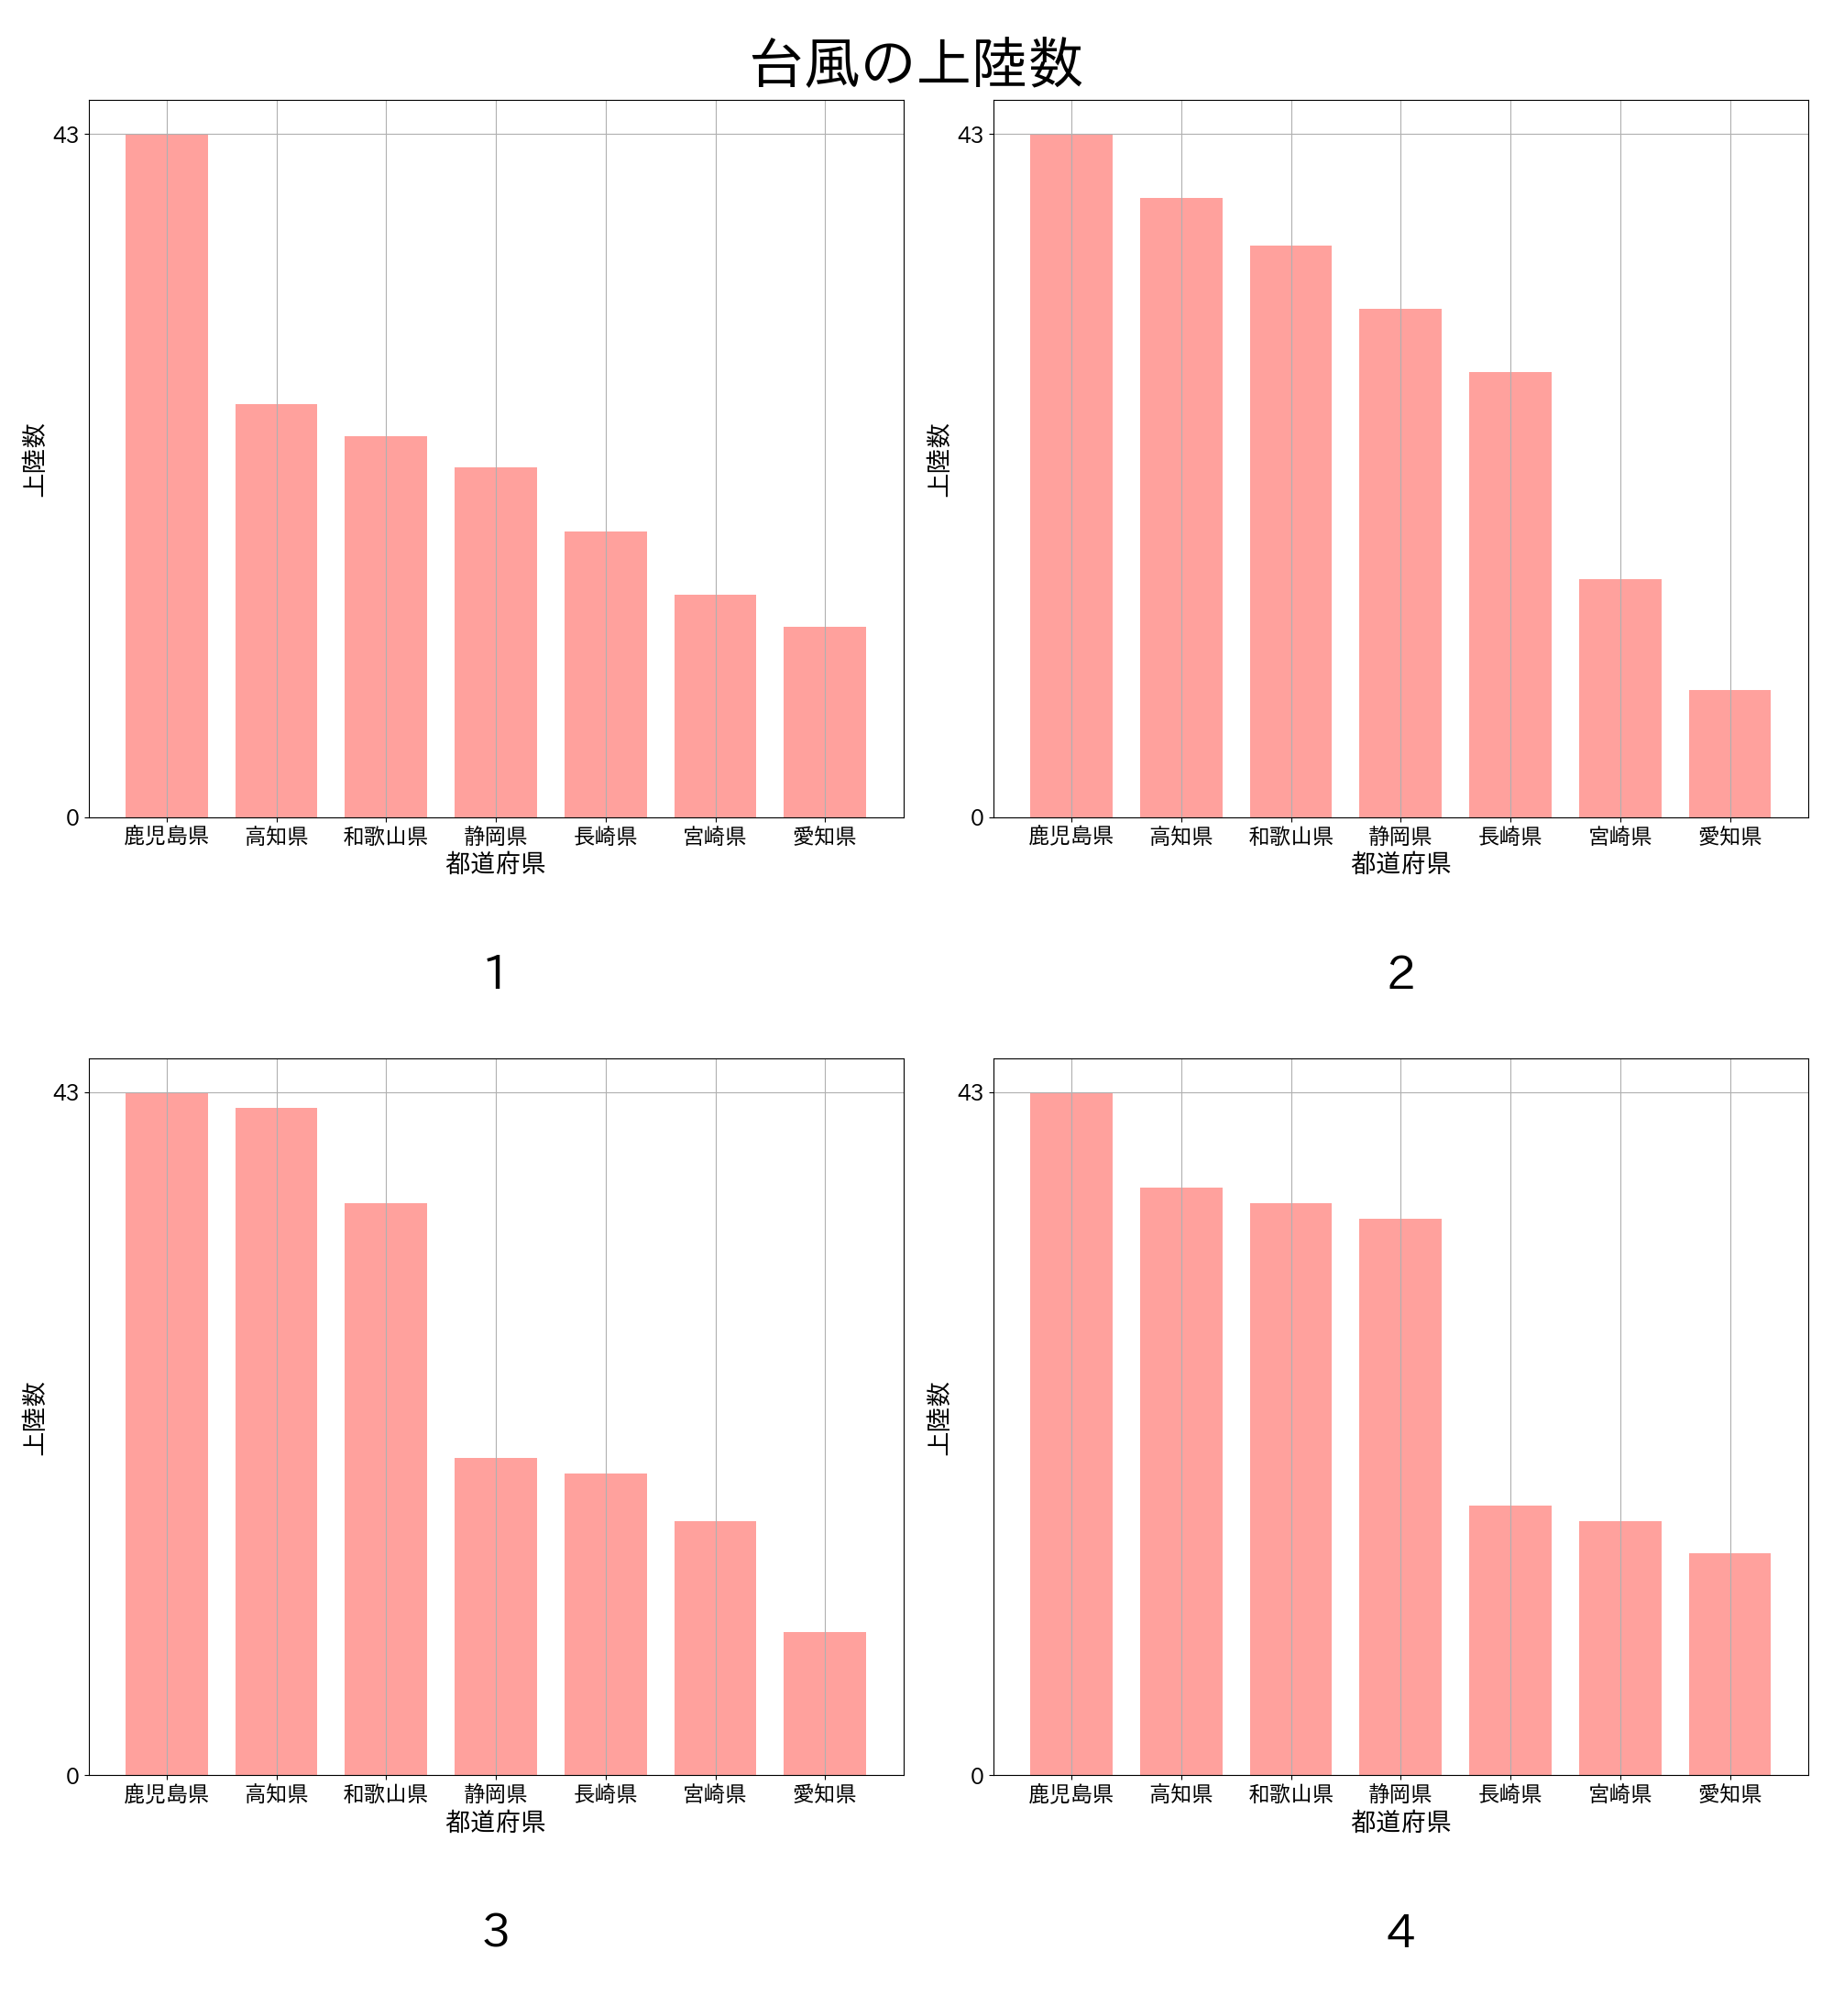 台風の上陸数
43
0
上陸数
鹿児島県 高知県 和歌山県 静岡県 長崎県 宮崎県 愛知県
都道府県
1
43
0
上陸数
鹿児島県 高知県 和歌山県 静岡県 長崎県 宮崎県 愛知県
都道府県
2
43
0
上陸数
鹿児島県 高知県 和歌山県 静岡県 長崎県 宮崎県 愛知県
都道府県
3
43
0
上陸数
鹿児島県 高知県 和歌山県 静岡県 長崎県 宮崎県 愛知県
都道府県
4